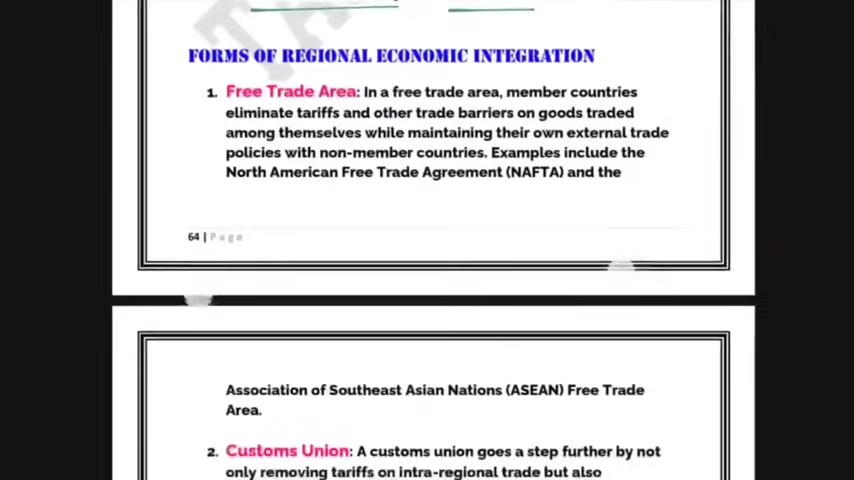 FORMS OF REGIONAL ECONOMIC INTEGRATION
1. Free Trade Area: In a free trade area, member countries
eliminate tariffs and other trade barriers on goods traded
among themselves while maintaining their own external trade
policies with non-member countries. Examples include the
North American Free Trade Agreement (NAFTA) and the
64 | Page
Association of Southeast Asian Nations (ASEAN) Free Trade
Area.
2. Customs Union: A customs union goes a step further by not
only removing tariffs on intra-regional trade but also